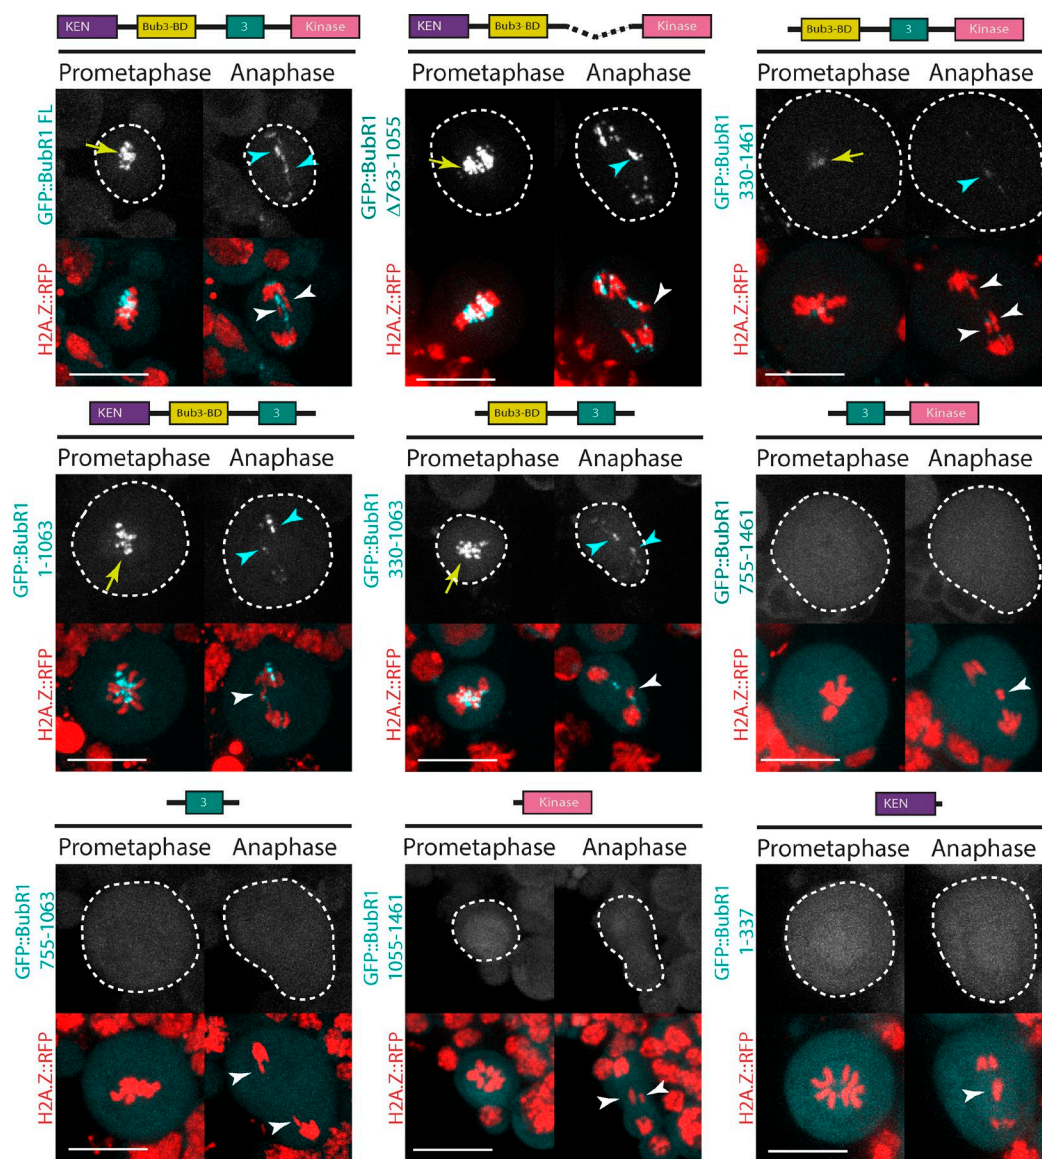 KEN Bub3-BD 3 Kinase
Prometaphase Anaphase
GFP::BubR1 FL
H2A.Z::RFP
KEN Bub3-BD Kinase
Prometaphase Anaphase
GFP::BubR1
Δ763-1055
H2A.Z::RFP
Bub3-BD 3 Kinase
Prometaphase Anaphase
GFP::BubR1
330-1461
H2A.Z::RFP
KEN Bub3-BD 3
Prometaphase Anaphase
GFP::BubR1
1-1063
H2A.Z::RFP
Bub3-BD 3
Prometaphase Anaphase
GFP::BubR1
330-1063
H2A.Z::RFP
3 Kinase
Prometaphase Anaphase
GFP::BubR1
755-1461
H2A.Z::RFP
3
Prometaphase Anaphase
GFP::BubR1
755-1063
H2A.Z::RFP
Kinase
Prometaphase Anaphase
GFP::BubR1
1055-1461
H2A.Z::RFP
KEN
Prometaphase Anaphase
GFP::BubR1
1-337
H2A.Z::RFP